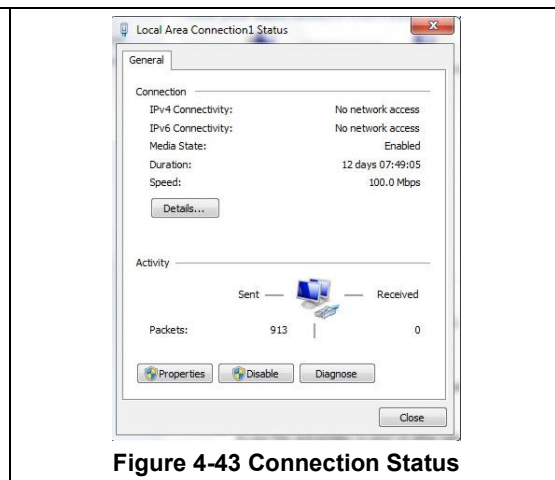 Local Area Connection1 Status
General
Connection
IPv4 Connectivity: No network access
IPv6 Connectivity: No network access
Media State: Enabled
Duration: 12 days 07:49:05
Speed: 100.0 Mbps
Details...
Activity
Sent Received
Packets: 913 0
Properties Disable Diagnose
Close
Figure 4-43 Connection Status